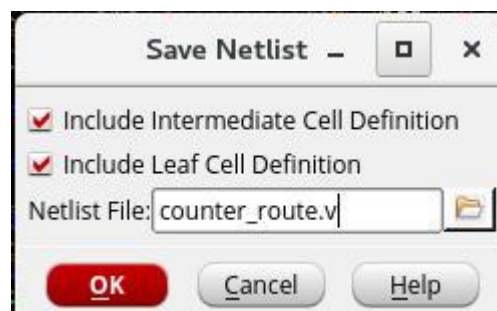 Save Netlist
Include Intermediate Cell Definition
Include Leaf Cell Definition
Netlist File: counter_route.v
OK Cancel Help